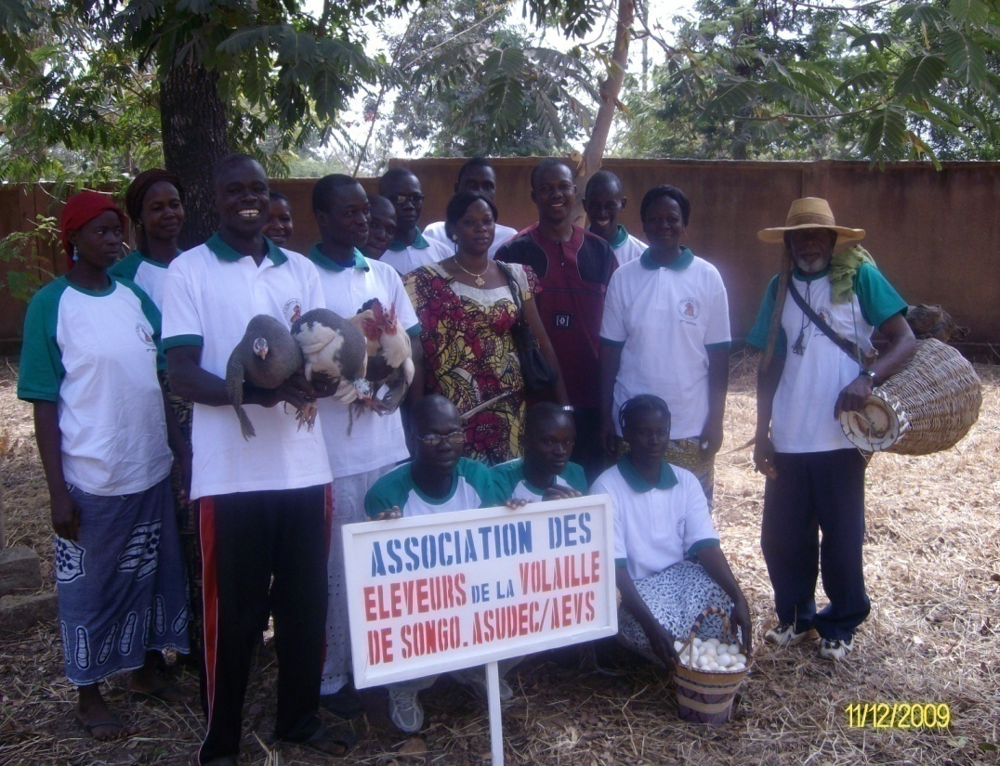 ASSOCIATION DES
ELEVEURS DE LA VOLAILLE
DE SONGO. ASUDEC/AEVS
11/12/2009